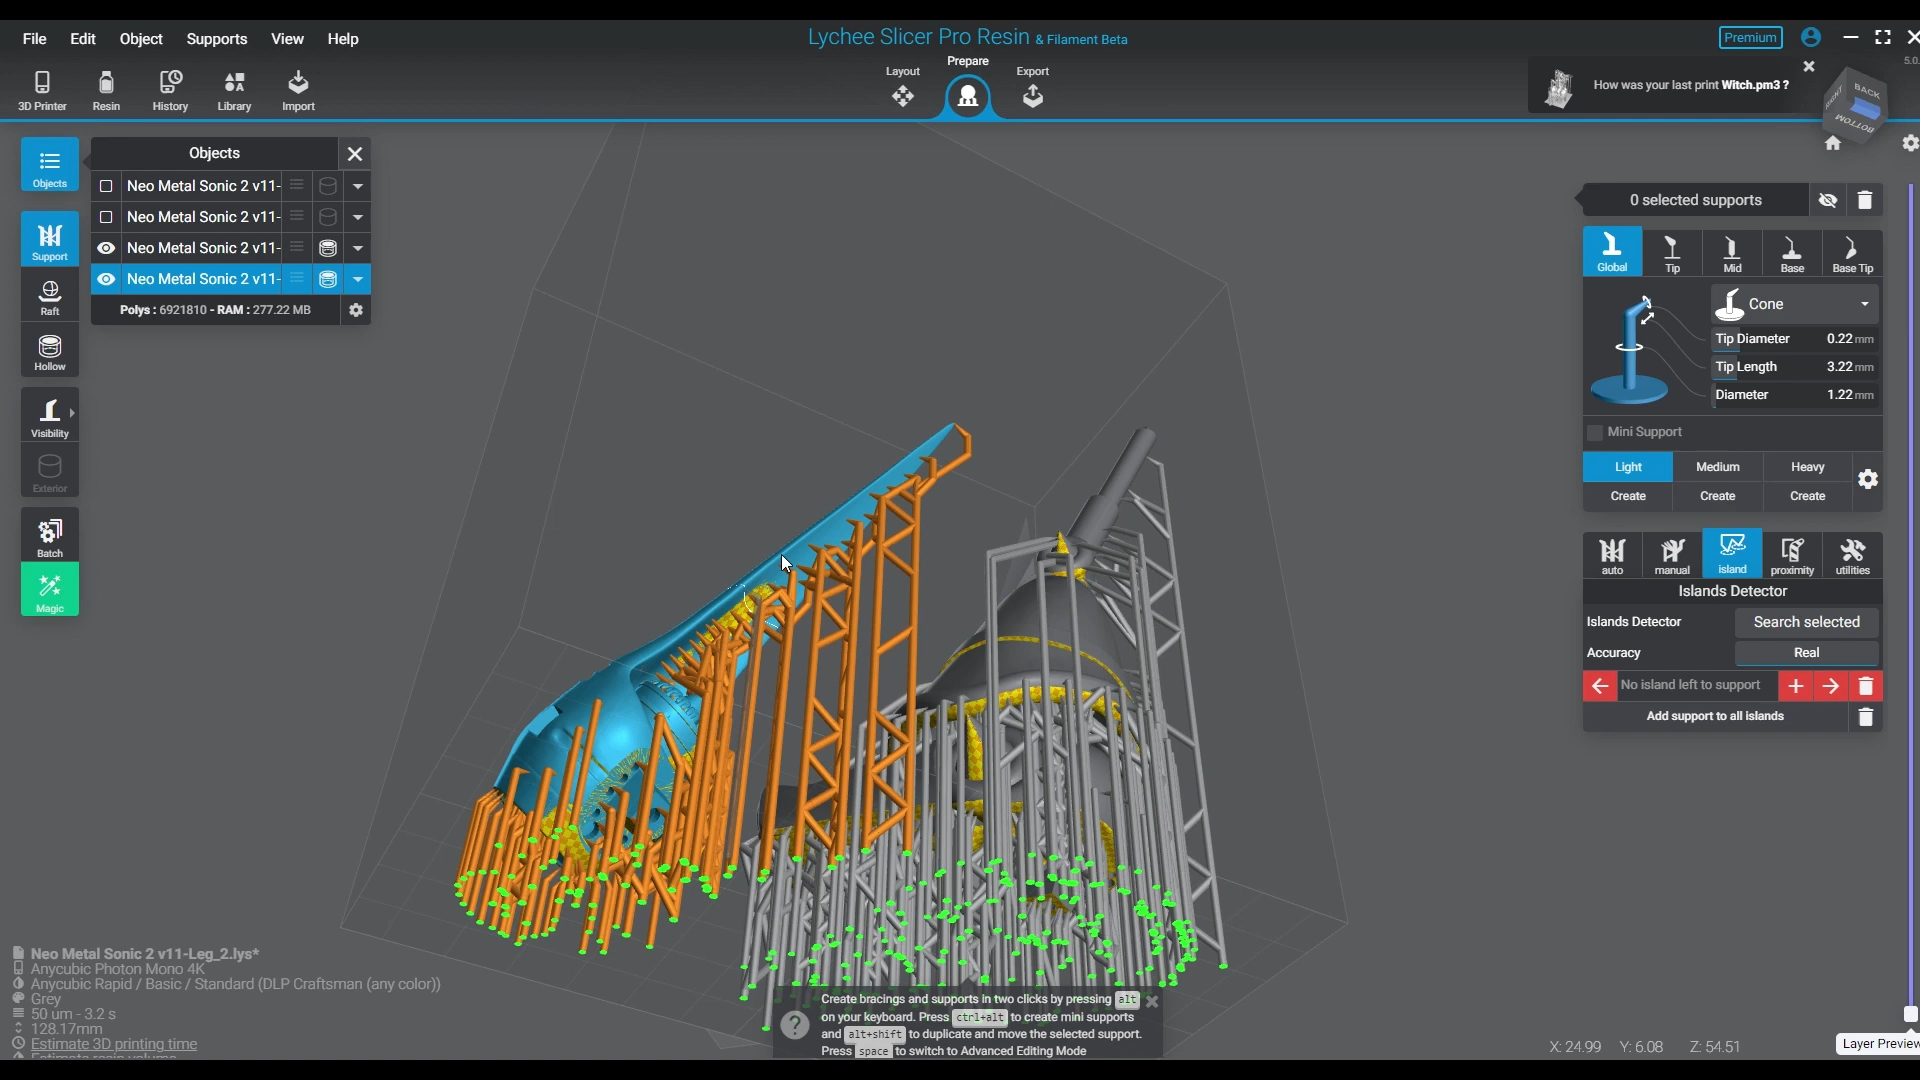 File Edit Object Supports View Help
Lychee Slicer Pro Resin & Filament Beta
Premium
5.0.
3D Printer Resin History Library Import
Layout Prepare Export
How was your last print Witch.pm3 ?
RIGHT BACK BOTTOM
Objects
Objects
Neo Metal Sonic 2 v11-
Neo Metal Sonic 2 v11-
Neo Metal Sonic 2 v11-
Neo Metal Sonic 2 v11-
Polys : 6921810 - RAM : 277.22 MB
Support
Raft
Hollow
Visibility
Exterior
Batch
Magic
0 selected supports
Global Tip Mid Base Base Tip
Cone
Tip Diameter 0.22 mm
Tip Length 3.22 mm
Diameter 1.22 mm
Mini Support
Light Medium Heavy
Create Create Create
auto manual island proximity utilities
Islands Detector
Islands Detector Search selected
Accuracy Real
No island left to support
Add support to all islands
Neo Metal Sonic 2 v11-Leg_2.lys*
Anycubic Photon Mono 4K
Anycubic Rapid / Basic / Standard (DLP Craftsman (any color))
Grey
50 um - 3.2 s
128.17mm
Estimate 3D printing time
Estimate resin volume
Create bracings and supports in two clicks by pressing alt
on your keyboard. Press ctrl+alt to create mini supports
and alt+shift to duplicate and move the selected support.
Press space to switch to Advanced Editing Mode
X: 24.99 Y: 6.08 Z: 54.51
Layer Preview